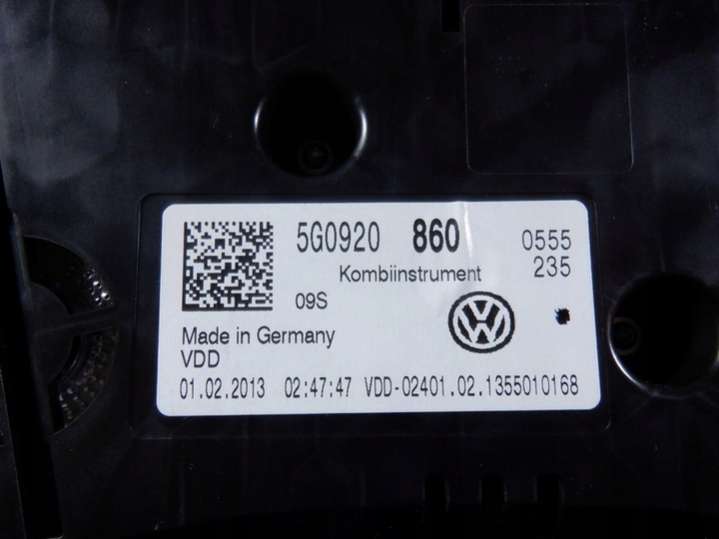 5G0920 860 0555
Kombiinstrument 235
09S
Made in Germany
VDD
01.02.2013 02:47:47 VDD-02401.02.1355010168